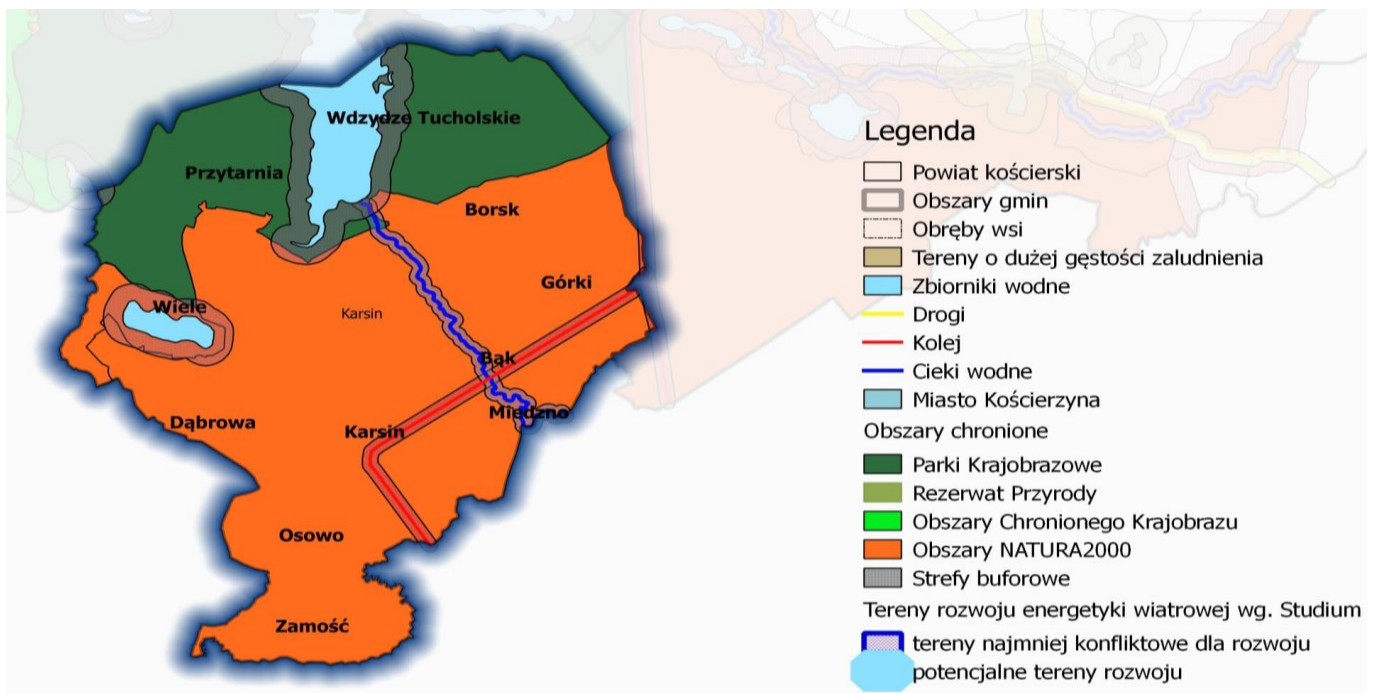 Wdzydze Tucholskie
Przytarnia
Borsk
Górki
Wiele
Karsin
Bąk
Miedzno
Dąbrowa
Karsin
Osowo
Zamość
Legenda
Powiat kościerski
Obszary gmin
Obręby wsi
Tereny o dużej gęstości zaludnienia
Zbiorniki wodne
Drogi
Kolej
Cieki wodne
Miasto Kościerzyna
Obszary chronione
Parki Krajobrazowe
Rezerwat Przyrody
Obszary Chronionego Krajobrazu
Obszary NATURA2000
Strefy buforowe
Tereny rozwoju energetyki wiatrowej wg. Studium
tereny najmniej konfliktowe dla rozwoju
potencjalne tereny rozwoju